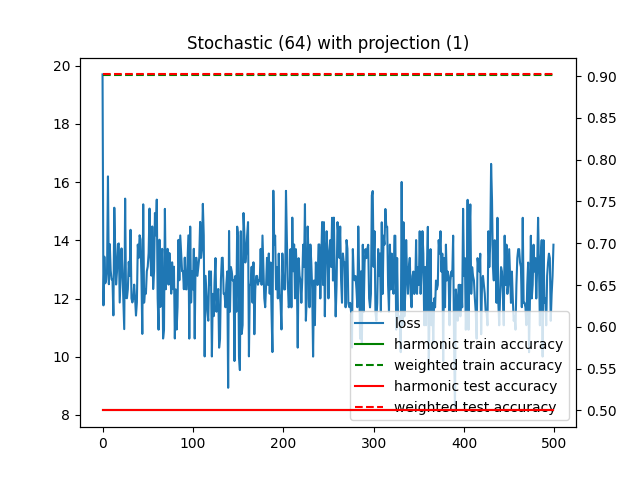 Stochastic (64) with projection (1)
20
18
16
14
12
10
8
0.90
0.85
0.80
0.75
0.70
0.65
0.60
0.55
0.50
loss
harmonic train accuracy
weighted train accuracy
harmonic test accuracy
weighted test accuracy
0 100 200 300 400 500